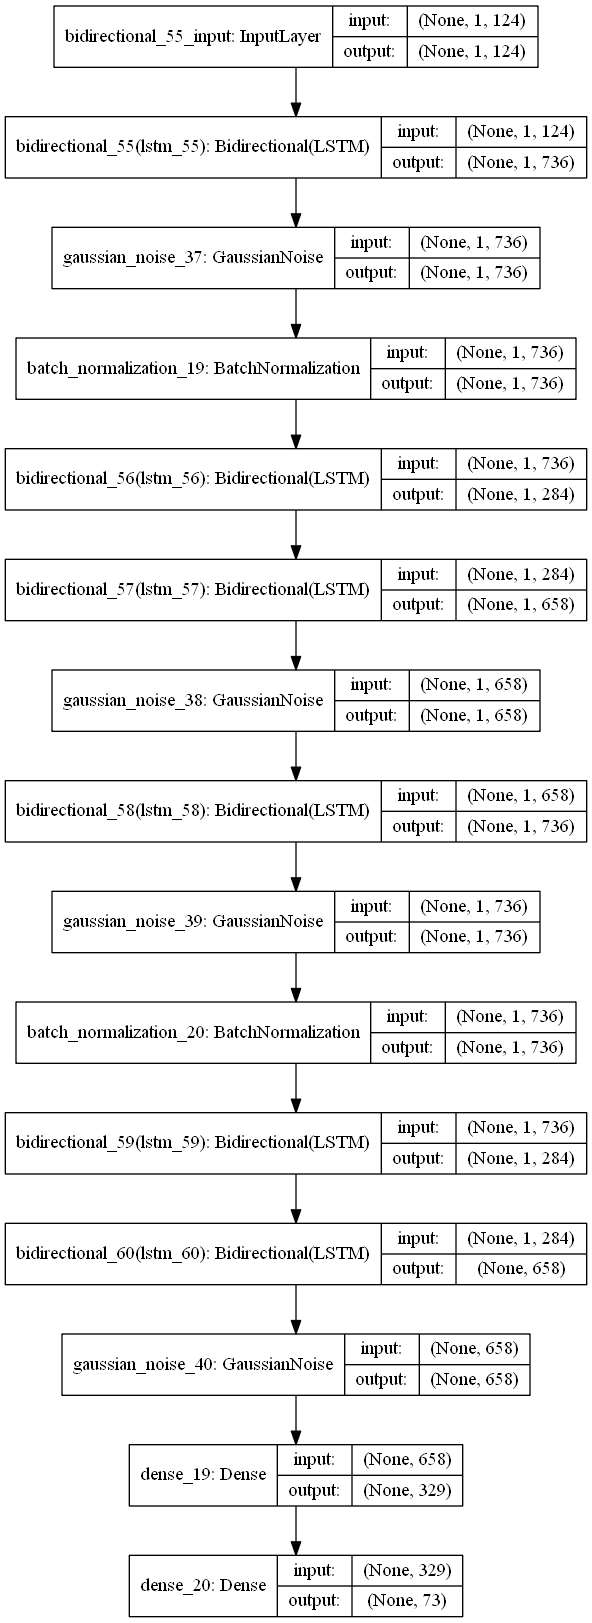 bidirectional_55_input: InputLayer
input: (None, 1, 124)
output: (None, 1, 124)
bidirectional_55(lstm_55): Bidirectional(LSTM)
input: (None, 1, 124)
output: (None, 1, 736)
gaussian_noise_37: GaussianNoise
input: (None, 1, 736)
output: (None, 1, 736)
batch_normalization_19: BatchNormalization
input: (None, 1, 736)
output: (None, 1, 736)
bidirectional_56(lstm_56): Bidirectional(LSTM)
input: (None, 1, 736)
output: (None, 1, 284)
bidirectional_57(lstm_57): Bidirectional(LSTM)
input: (None, 1, 284)
output: (None, 1, 658)
gaussian_noise_38: GaussianNoise
input: (None, 1, 658)
output: (None, 1, 658)
bidirectional_58(lstm_58): Bidirectional(LSTM)
input: (None, 1, 658)
output: (None, 1, 736)
gaussian_noise_39: GaussianNoise
input: (None, 1, 736)
output: (None, 1, 736)
batch_normalization_20: BatchNormalization
input: (None, 1, 736)
output: (None, 1, 736)
bidirectional_59(lstm_59): Bidirectional(LSTM)
input: (None, 1, 736)
output: (None, 1, 284)
bidirectional_60(lstm_60): Bidirectional(LSTM)
input: (None, 1, 284)
output: (None, 658)
gaussian_noise_40: GaussianNoise
input: (None, 658)
output: (None, 658)
dense_19: Dense
input: (None, 658)
output: (None, 329)
dense_20: Dense
input: (None, 329)
output: (None, 73)